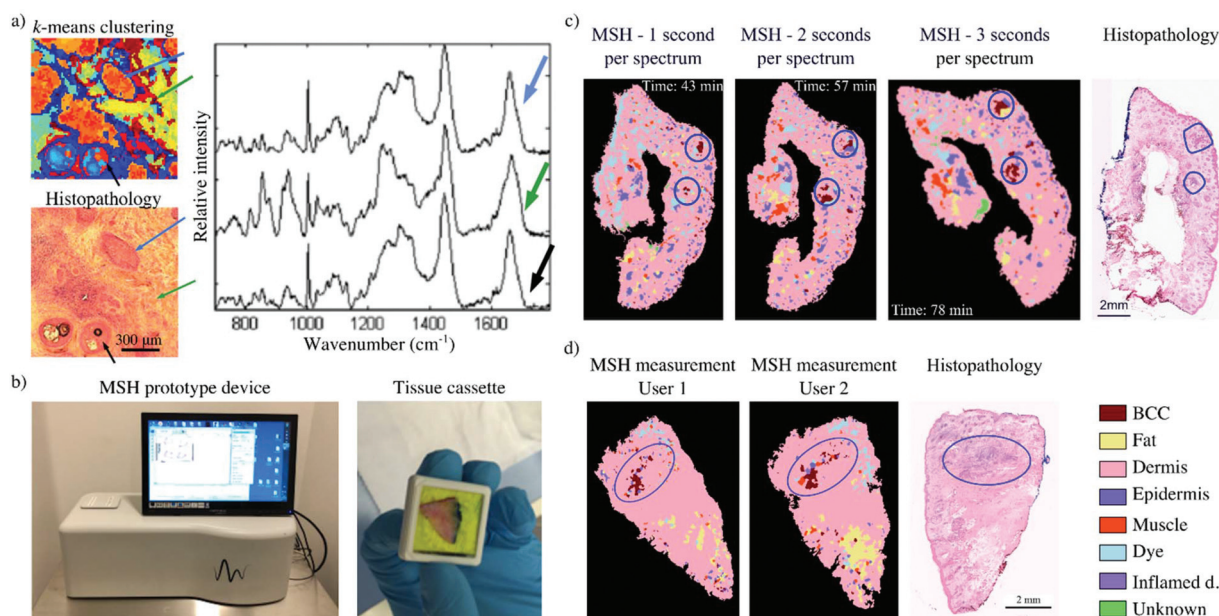 a)
k-means clustering
Histopathology
300 μm
Relative intensity
800 1000 1200 1400 1600
Wavenumber (cm-1)
b)
MSH prototype device
Tissue cassette
c)
MSH - 1 second
per spectrum
Time: 43 min
MSH - 2 seconds
per spectrum
Time: 57 min
MSH - 3 seconds
per spectrum
Time: 78 min
Histopathology
2mm
d)
MSH measurement
User 1
MSH measurement
User 2
Histopathology
2 mm
BCC
Fat
Dermis
Epidermis
Muscle
Dye
Inflamed d.
Unknown